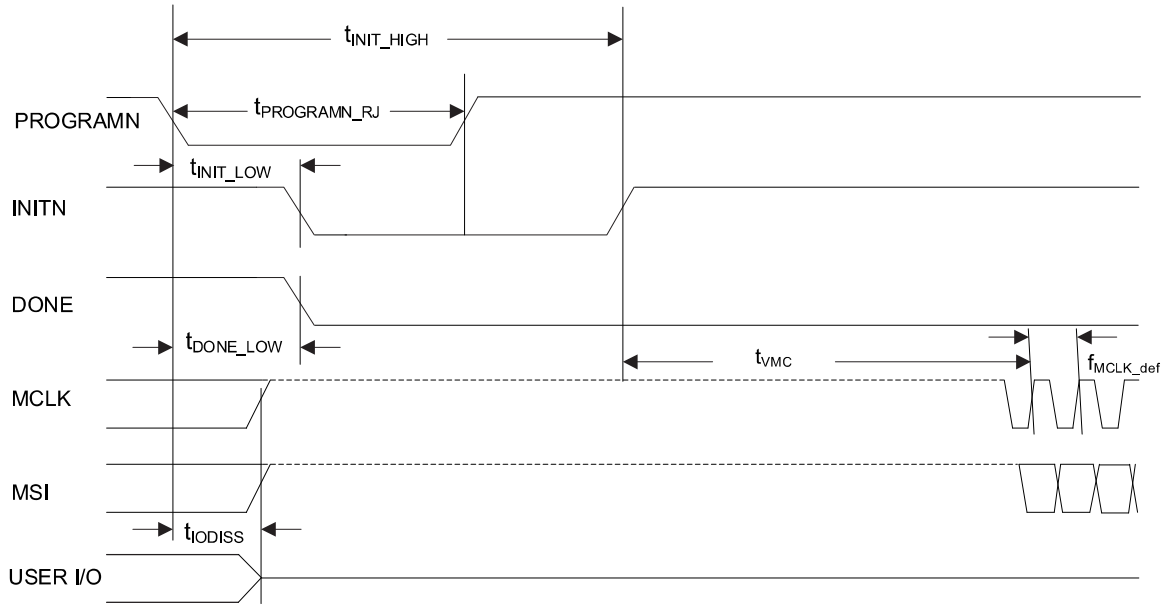 tINIT_HIGH
PROGRAMN
tPROGRAMN_RJ
tINIT_LOW
INITN
DONE
tDONE_LOW
tVMC
fMCLK_def
MCLK
MSI
tIODISS
USER I/O